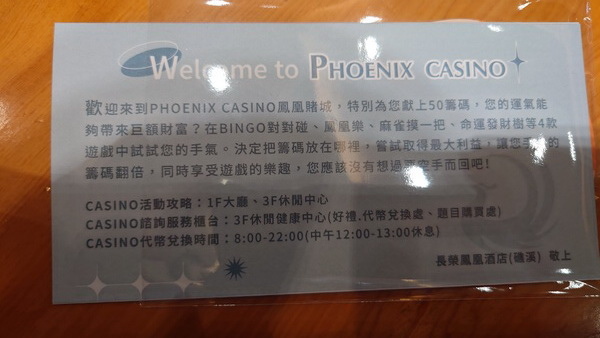 Welcome to PHOENIX CASINO
歡迎來到PHOENIX CASINO鳳凰賭城，特別為您獻上50籌碼，您的運氣能
夠帶來巨額財富？在BINGO對對碰、鳳凰樂、麻雀摸一把、命運發財樹等4款
遊戲中試試您的手氣。決定把籌碼放在哪裡，嘗試取得最大利益，讓您手 的
籌碼翻倍，同時享受遊戲的樂趣，您應該沒有想過要空手而回吧！
CASINO活動攻略：1F大廳、3F休閒中心
CASINO諮詢服務櫃台：3F休閒健康中心(好禮.代幣兌換處、題目購買處)
CASINO代幣兌換時間：8:00-22:00(中午12:00-13:00休息)
長榮鳳凰酒店(礁溪) 敬上